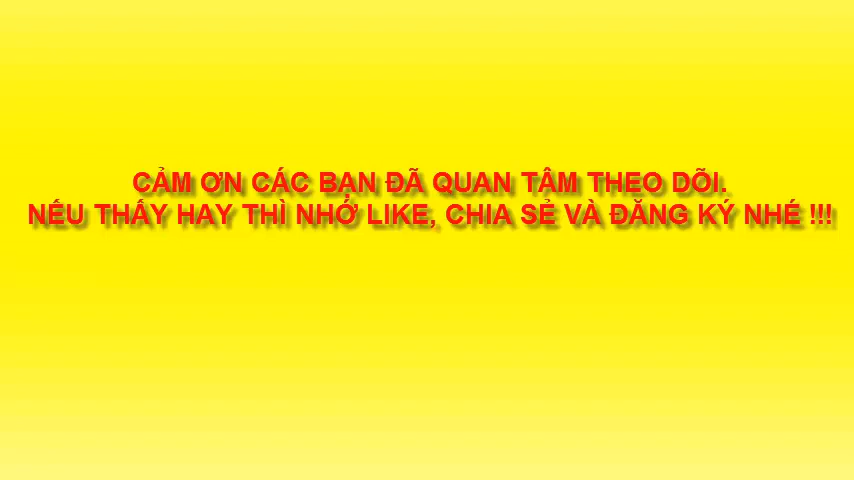 CẢM ƠN CÁC BẠN ĐÃ QUAN TÂM THEO DÕI.
NẾU THẤY HAY THÌ NHỚ LIKE, CHIA SẺ VÀ ĐĂNG KÝ NHÉ !!!